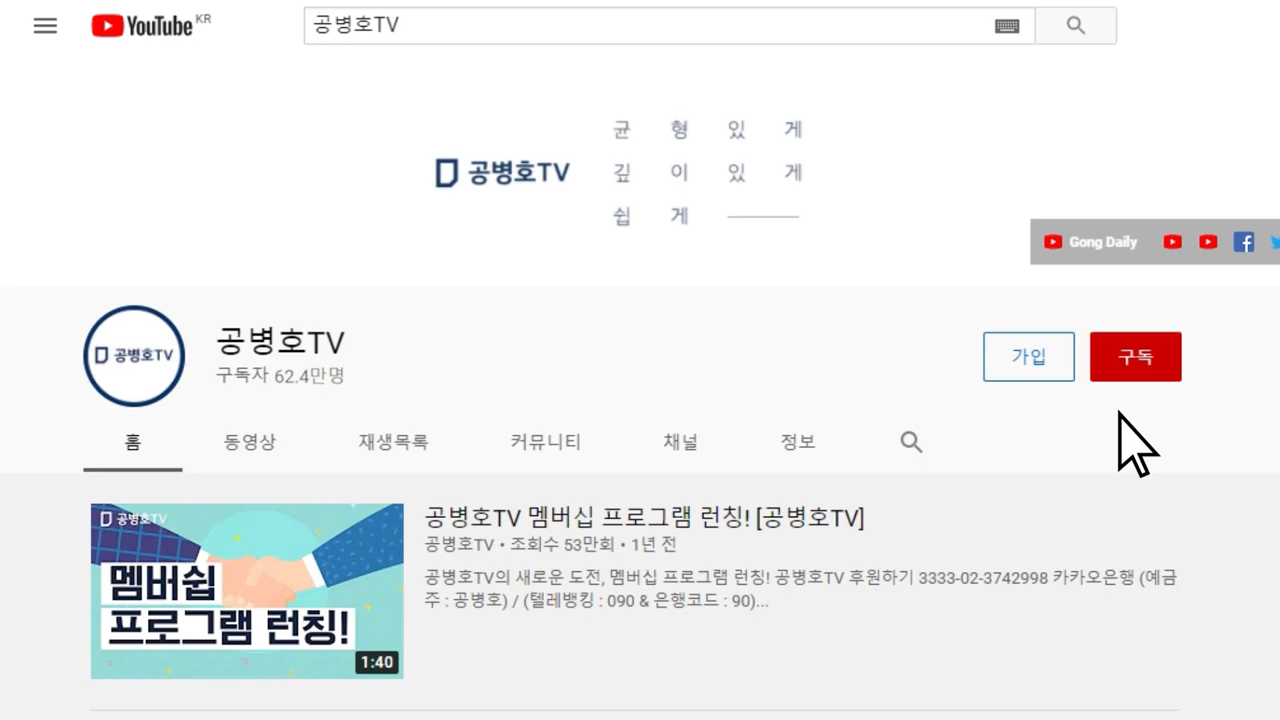 YouTube KR
공병호TV
균 형 있 게
공병호TV
깊 이 있 게
쉽 게
Gong Daily
공병호TV
공병호TV
구독자 62.4만명
가입
구독
홈
동영상
재생목록
커뮤니티
채널
정보
공병호TV
멤버쉽
프로그램 런칭!
1:40
공병호TV 멤버십 프로그램 런칭! [공병호TV]
공병호TV • 조회수 53만회 • 1년 전
공병호TV의 새로운 도전, 멤버십 프로그램 런칭! 공병호TV 후원하기 3333-02-3742998 카카오은행 (예금
주 : 공병호) / (텔레뱅킹 : 090 & 은행코드 : 90)...